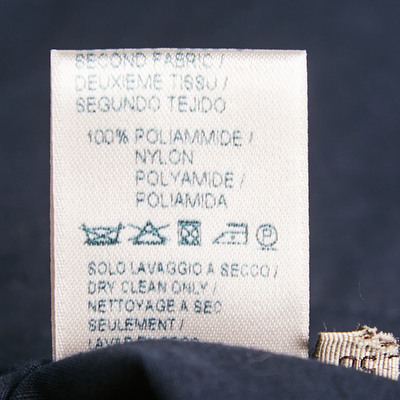 SECOND FABRIC /
DEUXIEME TISSU /
SEGUNDO TEJIDO
100% POLIAMMIDE /
NYLON
POLYAMIDE /
POLIAMIDA
P
SOLO LAVAGGIO A SECCO /
DRY CLEAN ONLY /
NETTOYAGE A SEC
SEULEMENT /